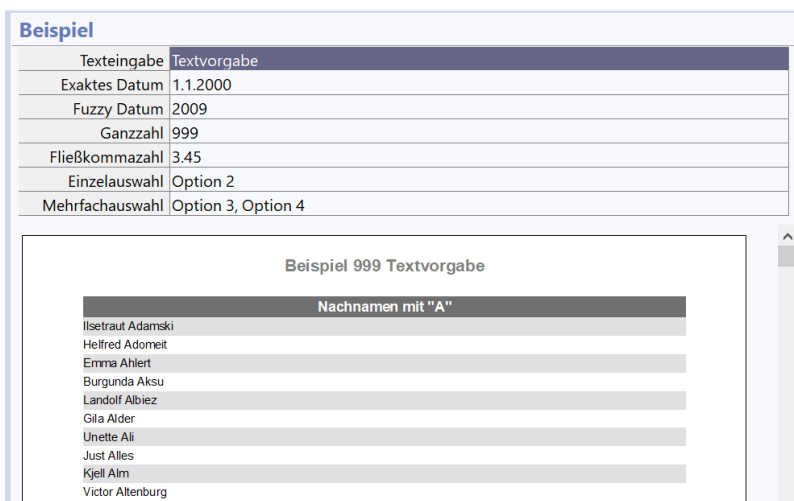 Beispiel
Texteingabe Textvorgabe
Exaktes Datum 1.1.2000
Fuzzy Datum 2009
Ganzzahl 999
Fließkommazahl 3.45
Einzelauswahl Option 2
Mehrfachauswahl Option 3, Option 4
Beispiel 999 Textvorgabe
Nachnamen mit "A"
Ilsetraut Adamski
Helfred Adomeit
Emma Ahlert
Burgunda Aksu
Landolf Albiez
Gila Alder
Unette Ali
Just Alles
Kjell Alm
Victor Altenburg